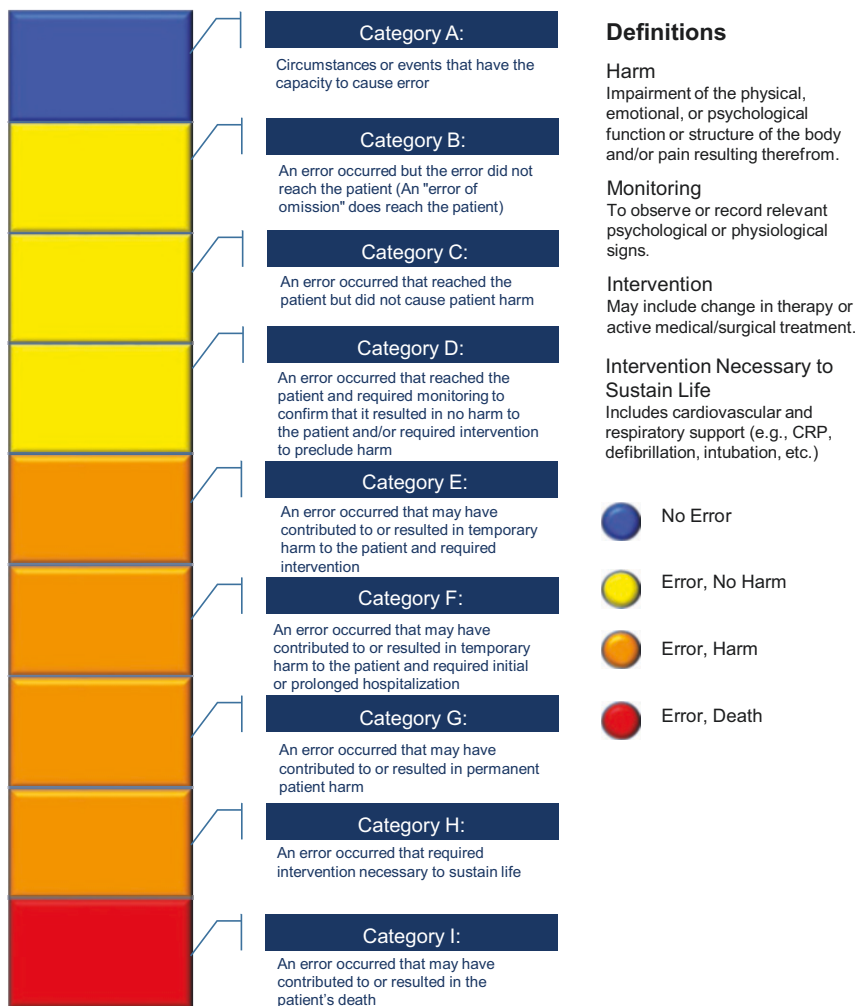 Category A:
Circumstances or events that have the
capacity to cause error
Category B:
An error occurred but the error did not
reach the patient (An "error of
omission" does reach the patient)
Category C:
An error occurred that reached the
patient but did not cause patient harm
Category D:
An error occurred that reached the
patient and required monitoring to
confirm that it resulted in no harm to
the patient and/or required intervention
to preclude harm
Category E:
An error occurred that may have
contributed to or resulted in temporary
harm to the patient and required
intervention
Category F:
An error occurred that may have
contributed to or resulted in temporary
harm to the patient and required initial
or prolonged hospitalization
Category G:
An error occurred that may have
contributed to or resulted in permanent
patient harm
Category H:
An error occurred that required
intervention necessary to sustain life
Category I:
An error occurred that may have
contributed to or resulted in the
patient’s death
Definitions
Harm
Impairment of the physical,
emotional, or psychological
function or structure of the body
and/or pain resulting therefrom.
Monitoring
To observe or record relevant
psychological or physiological
signs.
Intervention
May include change in therapy or
active medical/surgical treatment.
Intervention Necessary to
Sustain Life
Includes cardiovascular and
respiratory support (e.g., CRP,
defibrillation, intubation, etc.)
No Error
Error, No Harm
Error, Harm
Error, Death